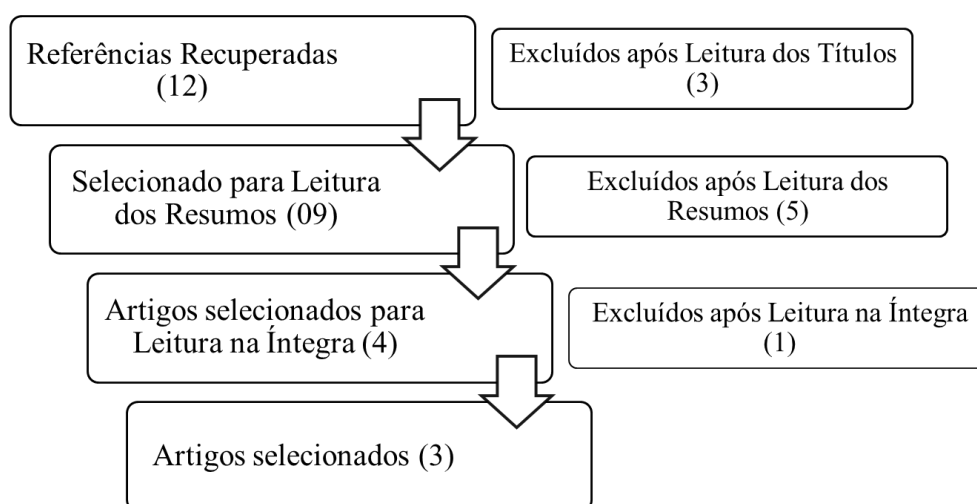 Referências Recuperadas
(12)
Excluídos após Leitura dos Títulos
(3)
Selecionado para Leitura
dos Resumos (09)
Excluídos após Leitura dos
Resumos (5)
Artigos selecionados para
Leitura na Íntegra (4)
Excluídos após Leitura na Íntegra
(1)
Artigos selecionados (3)